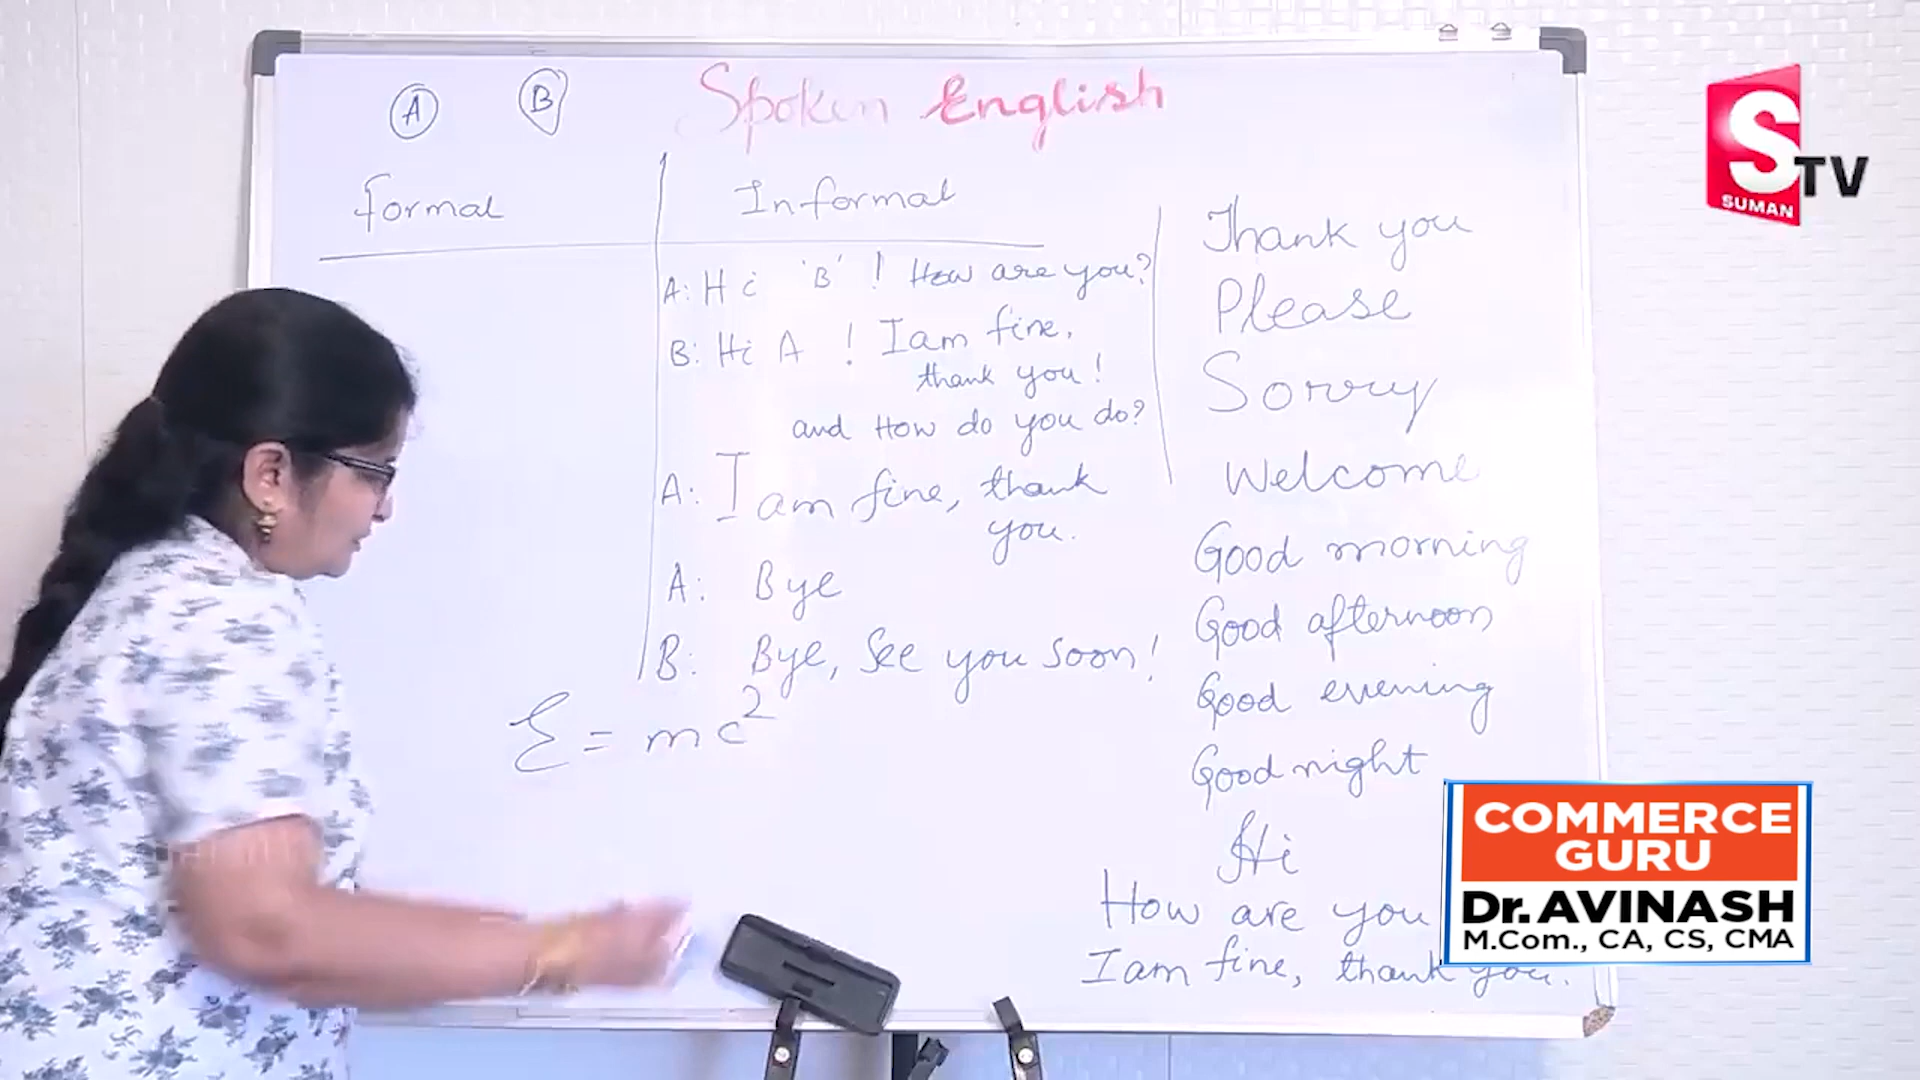 A B Spoken English
formal
Informal
A: Hi 'B' ! How are you?
B: Hi A ! I am fine,
thank you!
and How do you do?
A: I am fine, thank
you.
A: Bye
B: Bye, See you soon!
E = mc²
Thank you
Please
Sorry
Welcome
Good morning
Good afternoon
Good evening
Good night
Hi
How are you
I am fine, thank you.
S TV
SUMAN
COMMERCE
GURU
Dr. AVINASH
M.Com., CA, CS, CMA